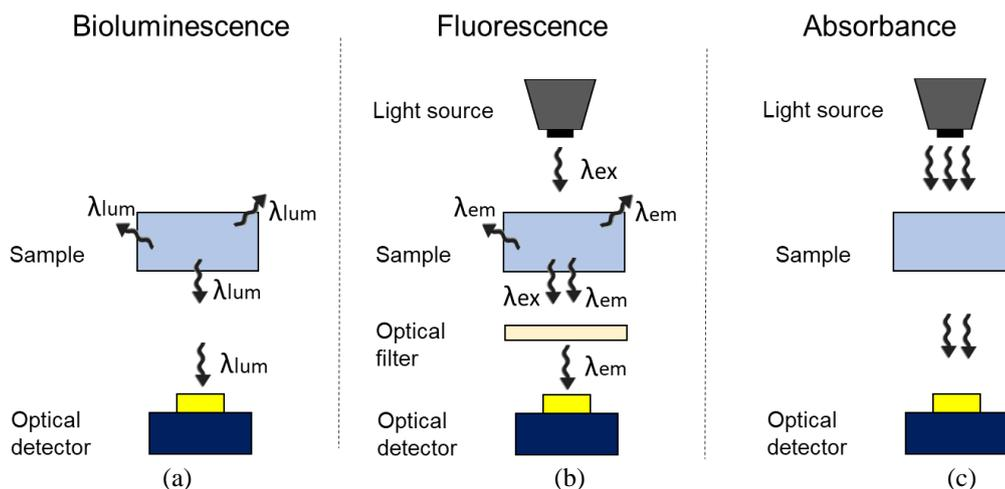 Bioluminescence
λlum
λlum
Sample
λlum
λlum
Optical
detector
(a)
Fluorescence
Light source
λex
λem
λem
Sample
λex
λem
Optical
filter
λem
Optical
detector
(b)
Absorbance
Light source
Sample
Optical
detector
(c)